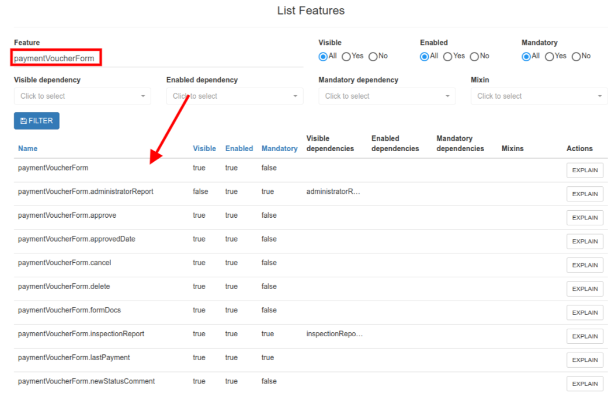 List Features
Feature Visible Enabled Mandatory
paymentVoucherForm All Yes No All Yes No All Yes No
Visible dependency Enabled dependency Mandatory dependency Mixin
Click to select Click to select Click to select Click to select
FILTER
Name Visible Enabled Mandatory Visible dependencies Enabled dependencies Mandatory dependencies Mixins Actions
paymentVoucherForm true true false EXPLAIN
paymentVoucherForm.administratorReport false true true administratorR... EXPLAIN
paymentVoucherForm.approve true true false EXPLAIN
paymentVoucherForm.approvedDate true true false EXPLAIN
paymentVoucherForm.cancel true true false EXPLAIN
paymentVoucherForm.delete true true false EXPLAIN
paymentVoucherForm.formDocs true true false EXPLAIN
paymentVoucherForm.inspectionReport true true true inspectionRepo... EXPLAIN
paymentVoucherForm.lastPayment true true true EXPLAIN
paymentVoucherForm.newStatusComment true true false EXPLAIN